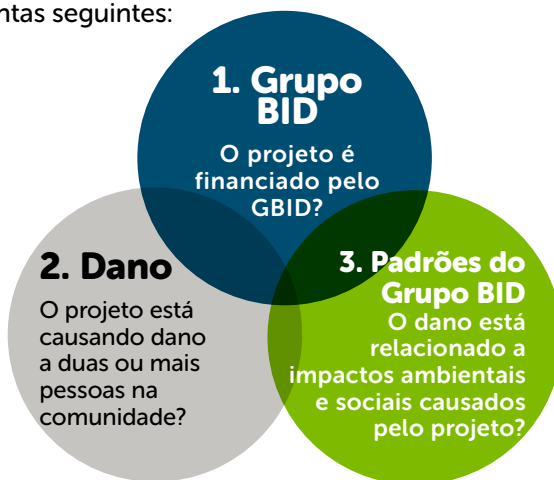 ntas seguintes:
1. Grupo
BID
O projeto é
financiado pelo
GBID?
2. Dano
O projeto está
causando dano
a duas ou mais
pessoas na
comunidade?
3. Padrões do
Grupo BID
O dano está
relacionado a
impactos ambientais
e sociais causados
pelo projeto?